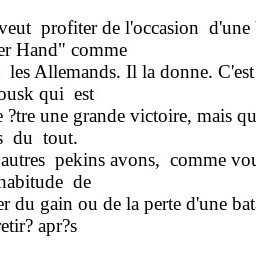 veut profiter de l'occasion d'une
er Hand" comme
les Allemands. Il la donne. C'est
ousk qui est
e ?tre une grande victoire, mais qu
s du tout.
autres pekins avons, comme vou
habitude de
er du gain ou de la perte d'une bat
retir? apr?s